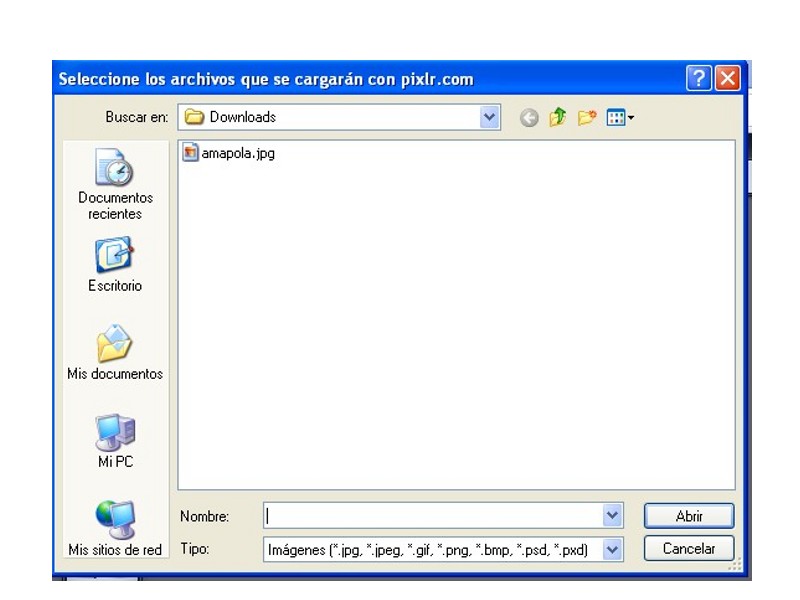 Seleccione los archivos que se cargarán con pixlr.com
Buscar en: Downloads
amapola.jpg
Documentos
recientes
Escritorio
Mis documentos
Mi PC
Mis sitios de red
Nombre:
Abrir
Tipo: Imágenes (*.jpg, *.jpeg, *.gif, *.png, *.bmp, *.psd, *.pxd)
Cancelar